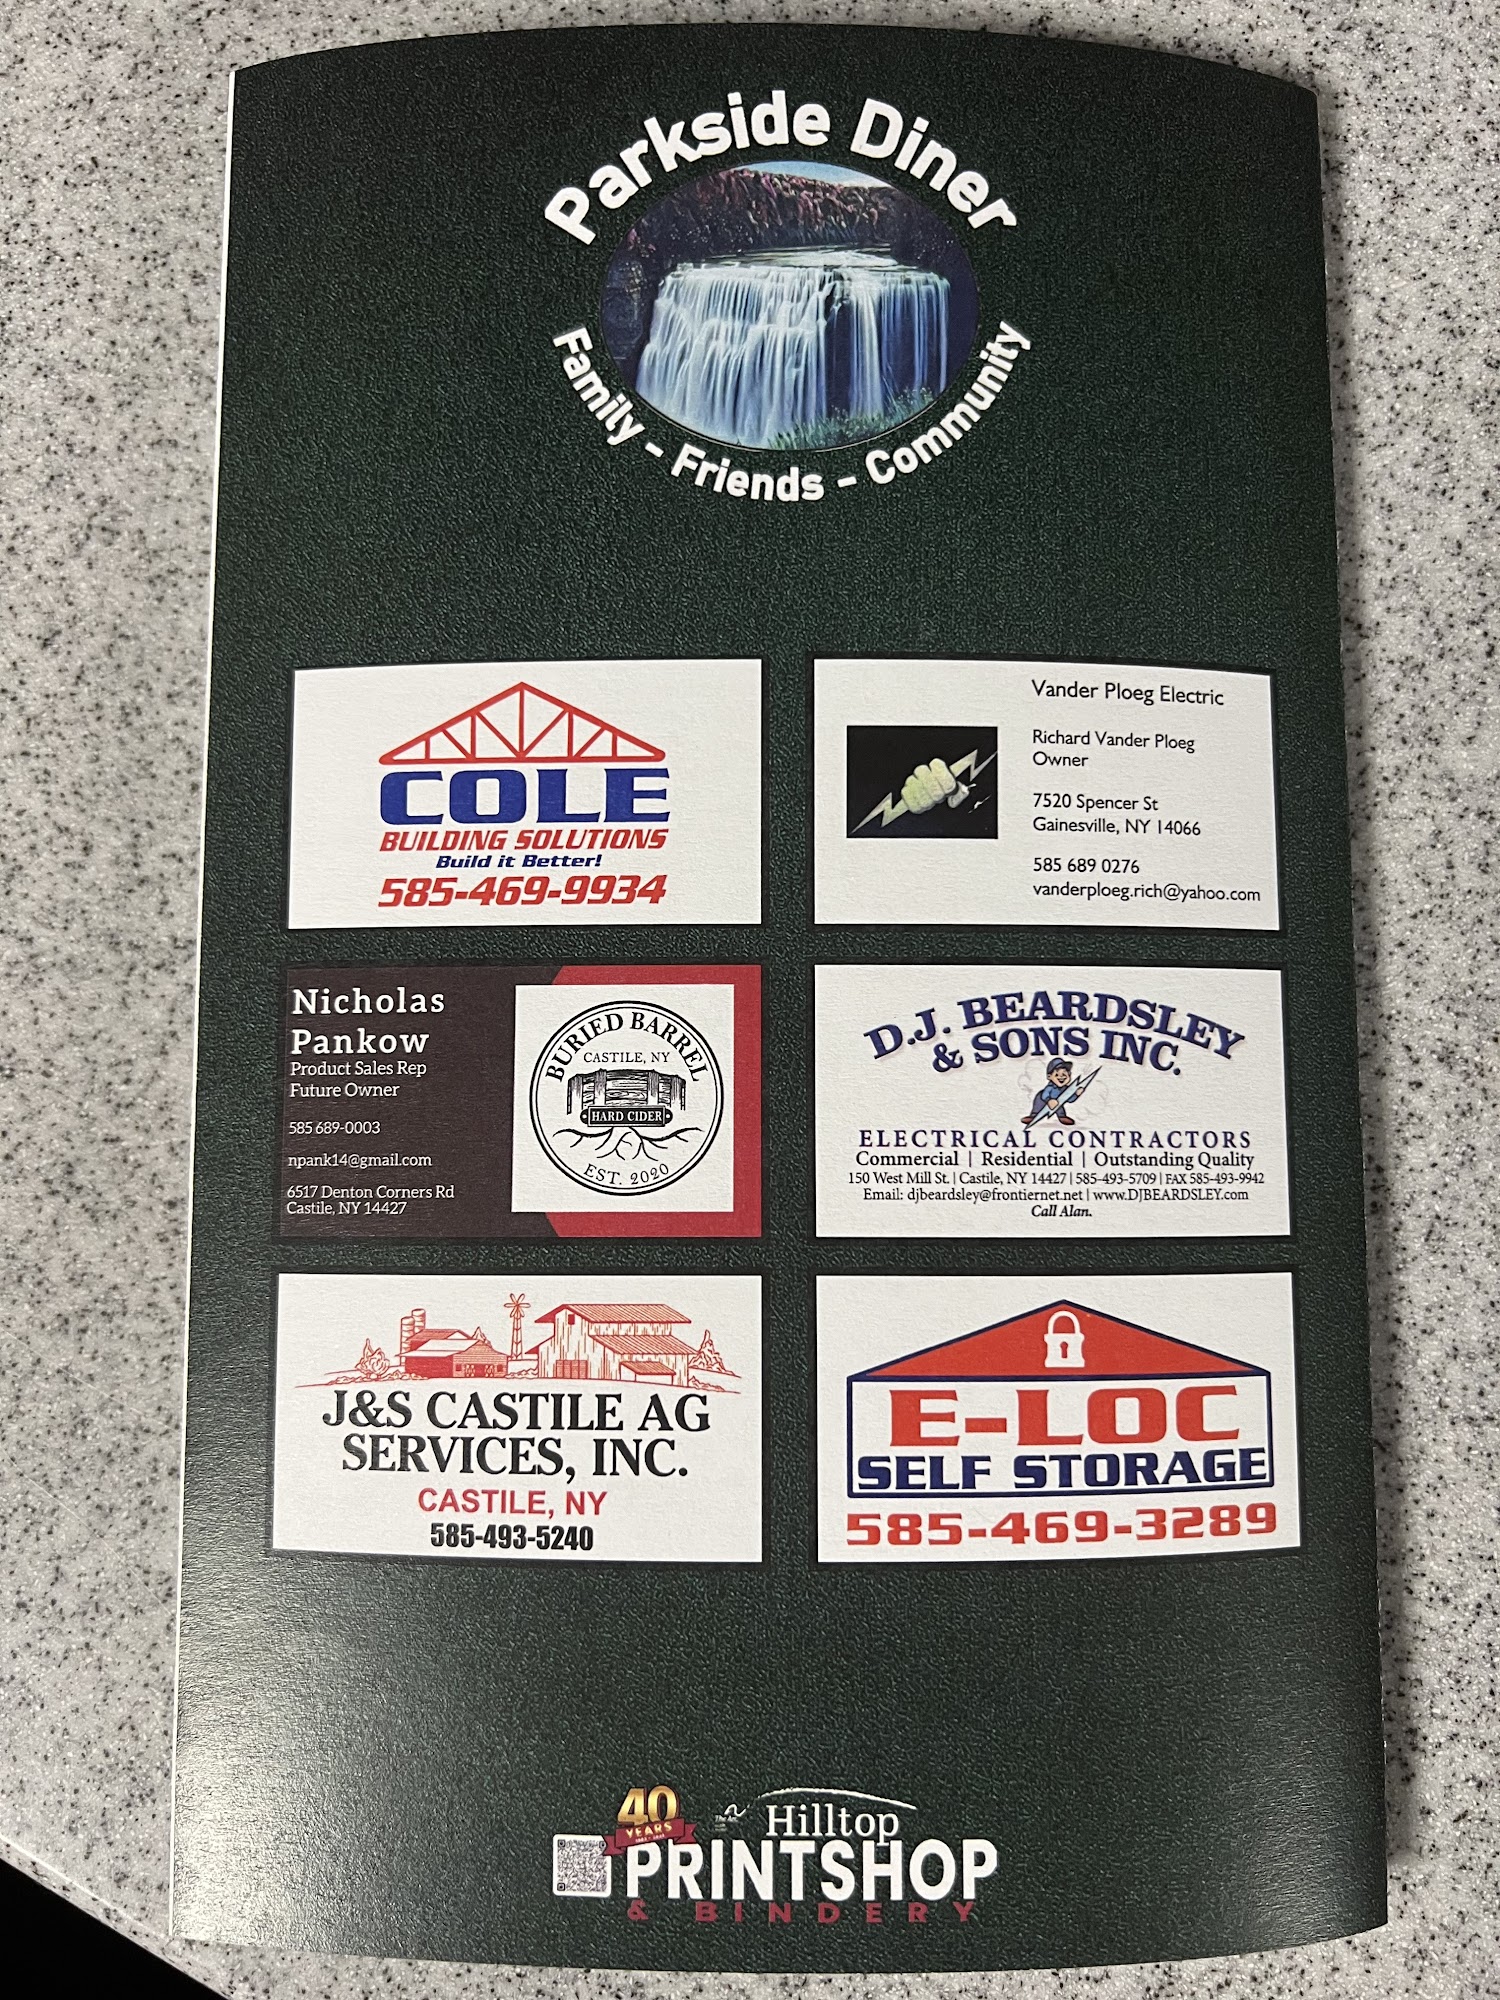 Parkside Diner
Family - Friends - Community
COLE
BUILDING SOLUTIONS
Build it Better!
585-469-9934
Vander Ploeg Electric
Richard Vander Ploeg
Owner
7520 Spencer St
Gainesville, NY 14066
585 689 0276
vanderploeg.rich@yahoo.com
Nicholas
Pankow
Product Sales Rep
Future Owner
585 689-0003
npank14@gmail.com
6517 Denton Corners Rd
Castile, NY 14427
BURIED BARREL
CASTILE, NY
HARD CIDER
EST. 2020
D.J. BEARDSLEY
& SONS INC.
ELECTRICAL CONTRACTORS
Commercial | Residential | Outstanding Quality
150 West Mill St. | Castile, NY 14427 | 585-493-5709 | FAX 585-493-9942
Email: djbeardsley@frontiernet.net | www.DJBEARDSLEY.com
Call Alan.
J&S CASTILE AG
SERVICES, INC.
CASTILE, NY
585-493-5240
E-LOC
SELF STORAGE
585-469-3289
40
YEARS
Hilltop
PRINTSHOP
& BINDERY